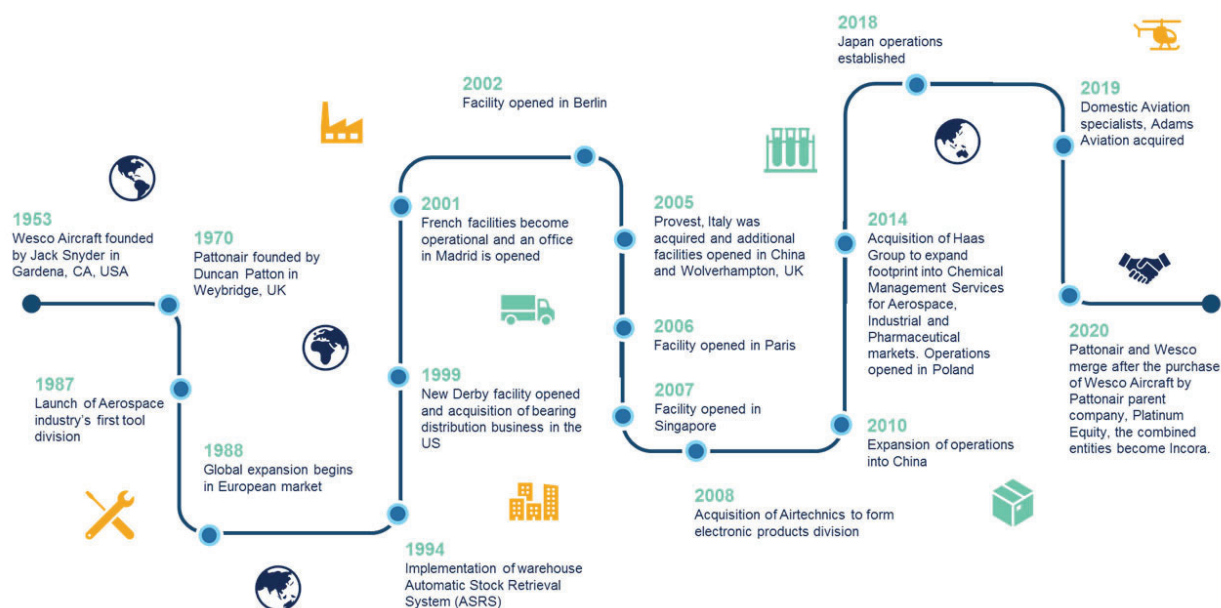 1953
Wesco Aircraft founded
by Jack Snyder in
Gardena, CA, USA
1970
Pattonair founded by
Duncan Patton in
Weybridge, UK
1987
Launch of Aerospace
industry's first tool
division
1988
Global expansion begins
in European market
1994
Implementation of warehouse
Automatic Stock Retrieval
System (ASRS)
1999
New Derby facility opened
and acquisition of bearing
distribution business in the
US
2001
French facilities become
operational and an office
in Madrid is opened
2002
Facility opened in Berlin
2005
Provest, Italy was
acquired and additional
facilities opened in China
and Wolverhampton, UK
2006
Facility opened in Paris
2007
Facility opened in
Singapore
2008
Acquisition of Airtechnics to form
electronic products division
2010
Expansion of operations
into China
2014
Acquisition of Haas
Group to expand
footprint into Chemical
Management Services
for Aerospace,
Industrial and
Pharmaceutical
markets. Operations
opened in Poland
2018
Japan operations
established
2019
Domestic Aviation
specialists, Adams
Aviation acquired
2020
Pattonair and Wesco
merge after the purchase
of Wesco Aircraft by
Pattonair parent
company, Platinum
Equity, the combined
entities become Incora.